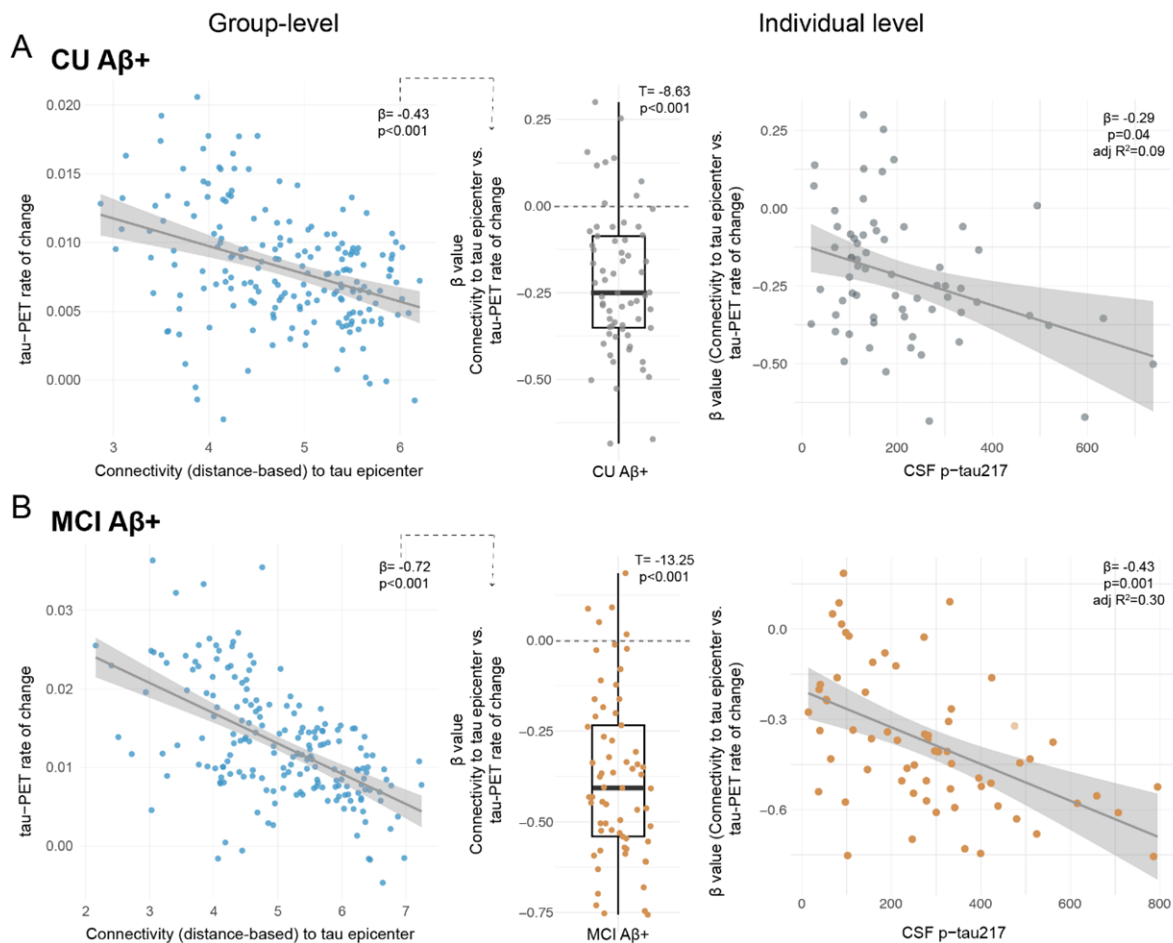 Group-level
Individual level
A
CU Aβ+
tau−PET rate of change
0.020
0.015
0.010
0.005
0.000
3
4
5
6
Connectivity (distance-based) to tau epicenter
β= -0.43
p<0.001
β value
Connectivity to tau epicenter vs.
tau-PET rate of change
0.25
0.00
−0.25
−0.50
T= -8.63
p<0.001
CU Aβ+
β value (Connectivity to tau epicenter vs.
tau-PET rate of change)
0.25
0.00
−0.25
−0.50
β= -0.29
p=0.04
adj R²=0.09
0
200
400
600
CSF p−tau217
B
MCI Aβ+
tau−PET rate of change
0.03
0.02
0.01
0.00
2
3
4
5
6
7
Connectivity (distance-based) to tau epicenter
β= -0.72
p<0.001
β value
Connectivity to tau epicenter vs.
tau-PET rate of change
0.00
−0.25
−0.50
−0.75
T= -13.25
p<0.001
MCI Aβ+
β value (Connectivity to tau epicenter vs.
tau-PET rate of change)
0.0
−0.3
−0.6
β= -0.43
p=0.001
adj R²=0.30
0
200
400
600
800
CSF p−tau217